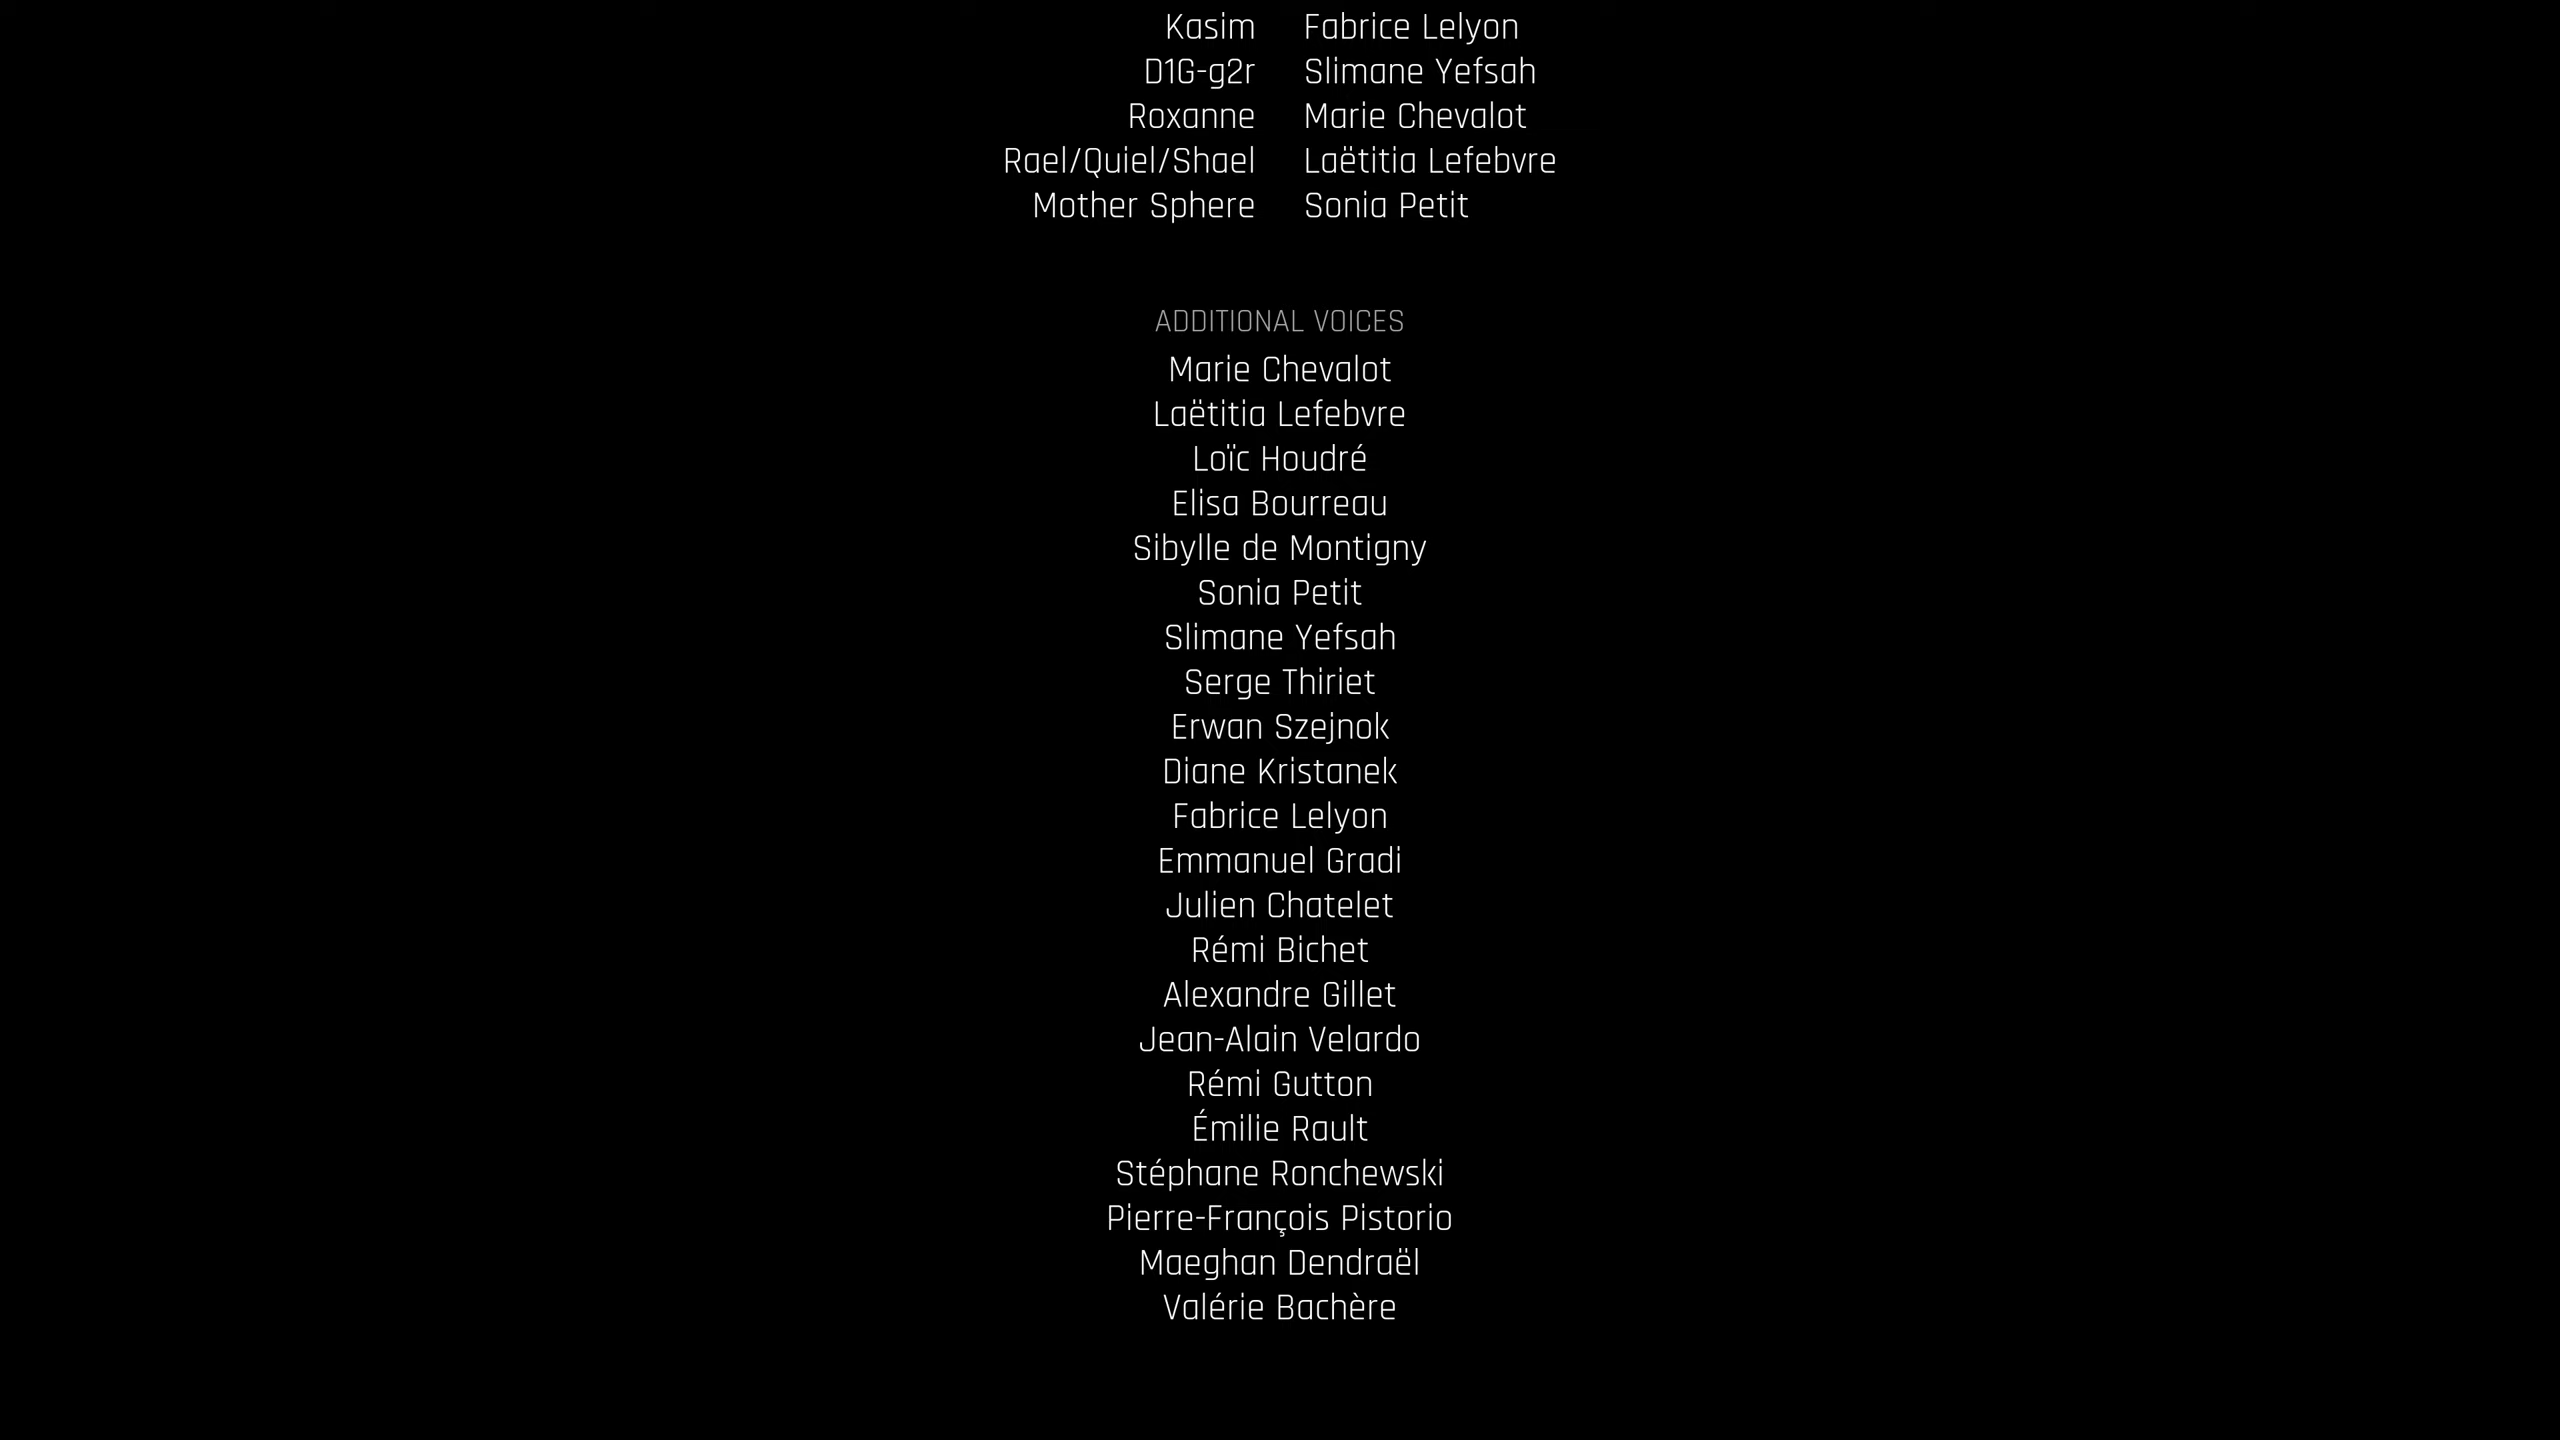 Kasim Fabrice Lelyon
D1G-g2r Slimane Yefsah
Roxanne Marie Chevalot
Rael/Quiel/Shael Laëtitia Lefebvre
Mother Sphere Sonia Petit
ADDITIONAL VOICES
Marie Chevalot
Laëtitia Lefebvre
Loïc Houdré
Elisa Bourreau
Sibylle de Montigny
Sonia Petit
Slimane Yefsah
Serge Thiriet
Erwan Szejnok
Diane Kristanek
Fabrice Lelyon
Emmanuel Gradi
Julien Chatelet
Rémi Bichet
Alexandre Gillet
Jean-Alain Velardo
Rémi Gutton
Émilie Rault
Stéphane Ronchewski
Pierre-François Pistorio
Maeghan Dendraël
Valérie Bachère